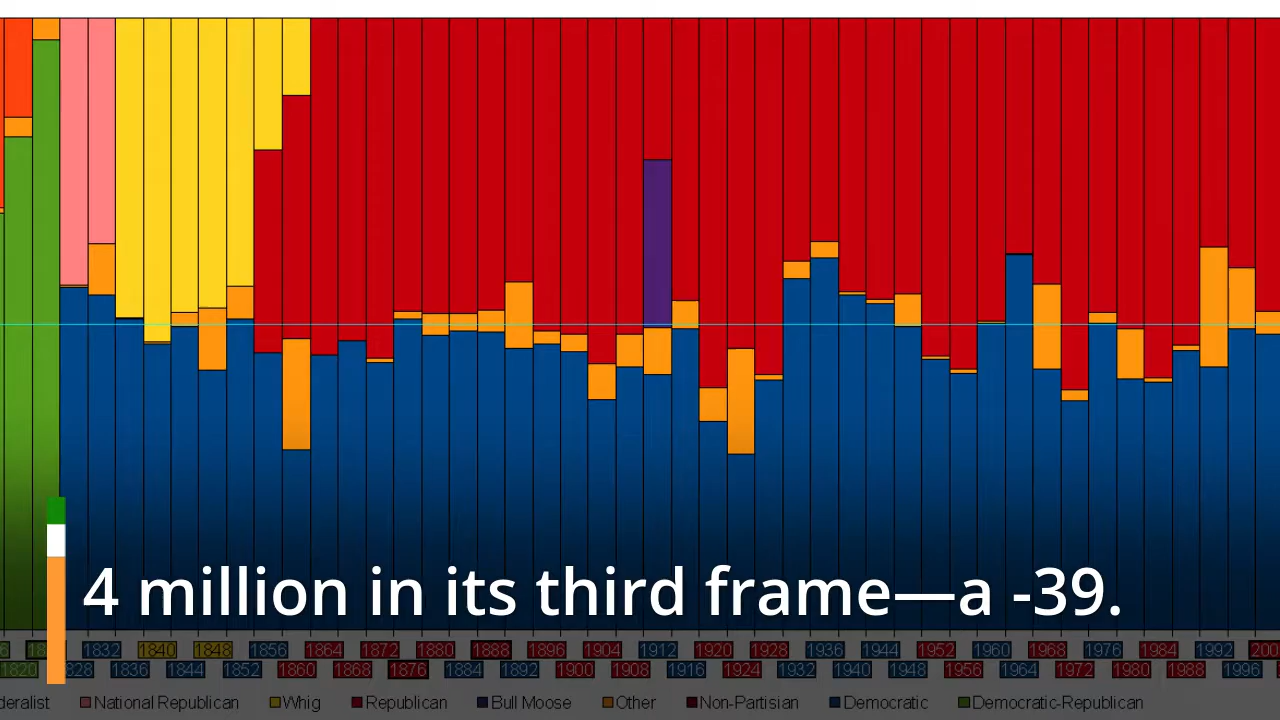 4 million in its third frame—a -39.
1832 1840 1848 1856 1864 1872 1880 1888 1896 1904 1912 1920 1928 1936 1944 1952 1960 1968 1976 1984 1992
1820 1836 1844 1852 1860 1868 1876 1884 1892 1900 1908 1916 1924 1932 1940 1948 1956 1964 1972 1980 1988 1996
National Republican Whig Republican Bull Moose Other Non-Partisian Democratic Democratic-Republican